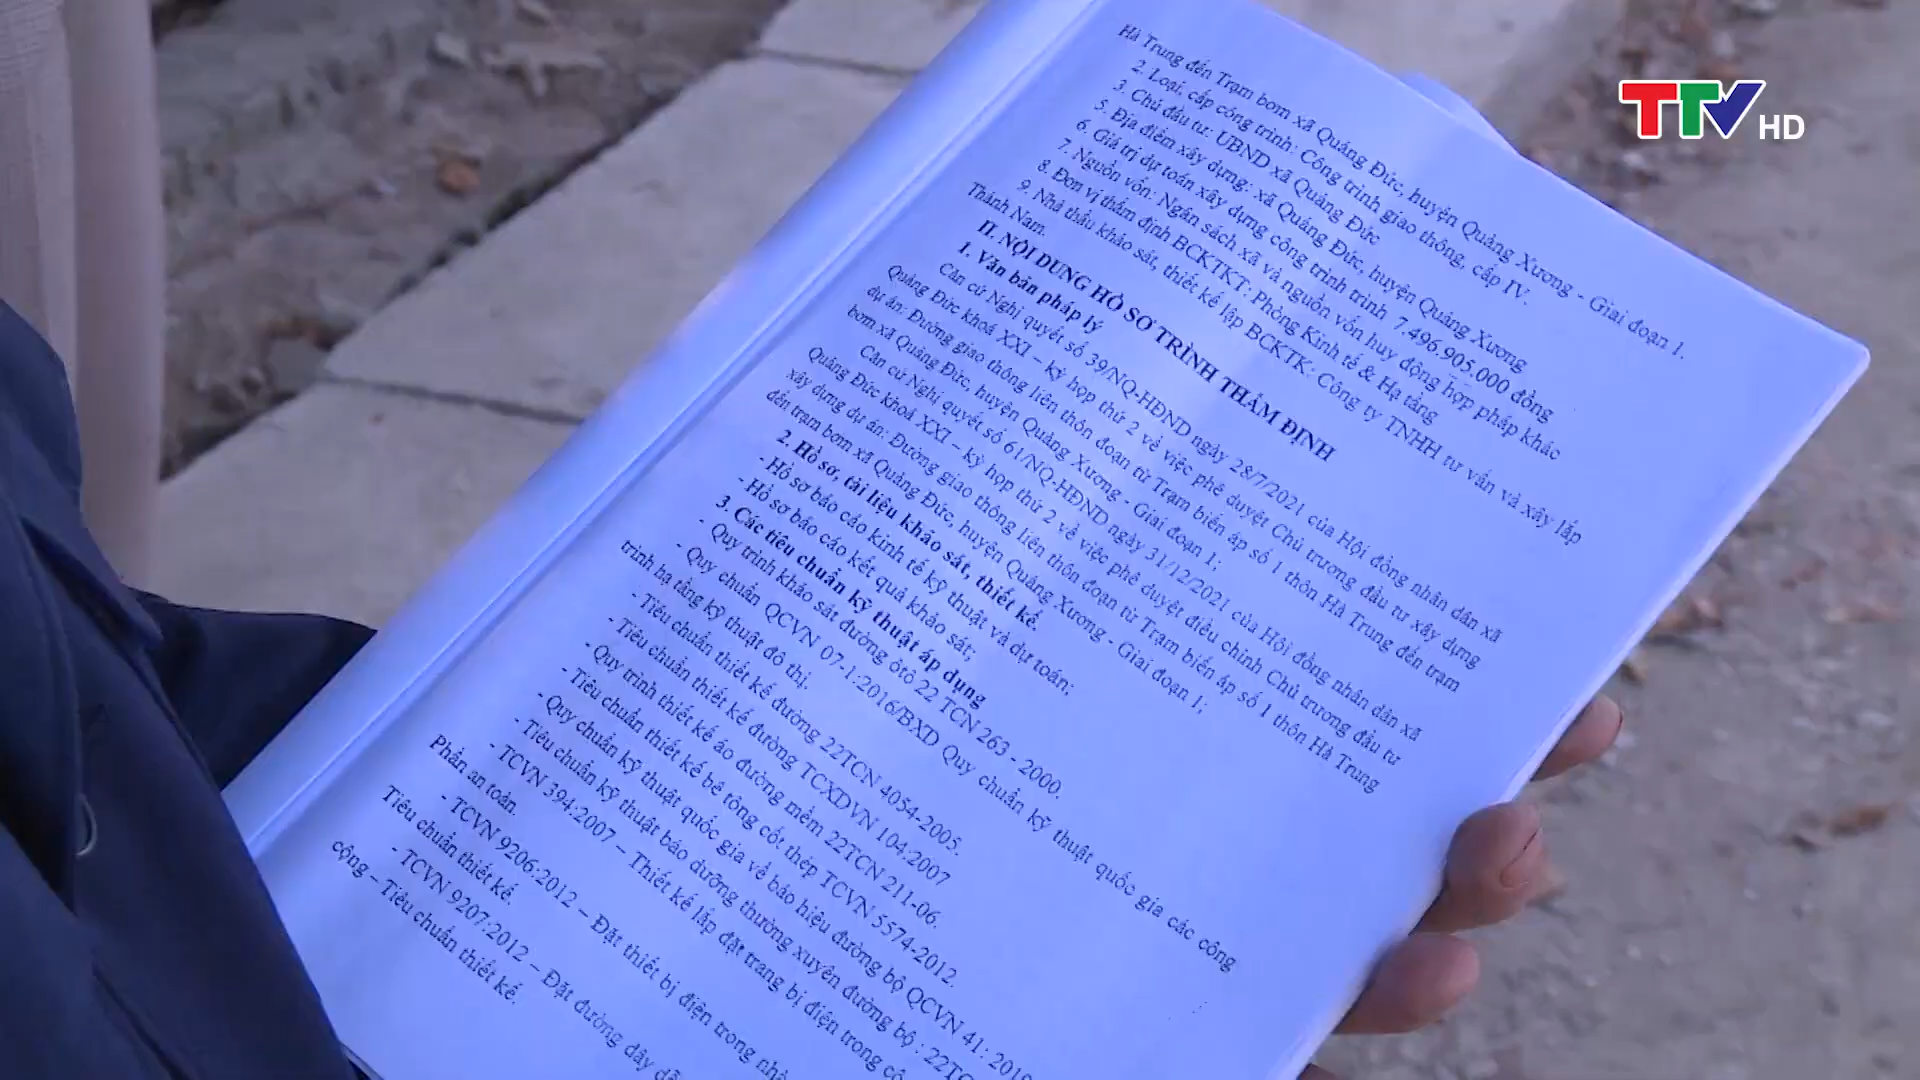 TTV HD
Hà Trung đến Trạm bơm xã Quảng Đức, huyện Quảng Xương - Giai đoạn 1.
2. Loại, cấp công trình: Công trình giao thông, cấp IV.
3. Chủ đầu tư: UBND xã Quảng Đức
5. Địa điểm xây dựng: xã Quảng Đức, huyện Quảng Xương
6. Giá trị dự toán xây dựng công trình trình 7.496.905.000 đồng
7. Nguồn vốn: Ngân sách xã và nguồn vốn huy động hợp pháp khác
8. Đơn vị thẩm định BCKTKT: Phòng Kinh tế & Hạ tầng
9. Nhà thầu khảo sát, thiết kế lập BCKTK: Công ty TNHH tư vấn và xây lắp
Thành Nam.
II. NỘI DUNG HỒ SƠ TRÌNH THẨM ĐỊNH
1. Văn bản pháp lý
Căn cứ Nghị quyết số 39/NQ-HĐND ngày 28/7/2021 của Hội đồng nhân dân xã
Quảng Đức khoá XXI – kỳ họp thứ 2 về việc phê duyệt Chủ trương đầu tư xây dựng
dự án: Đường giao thông liên thôn đoạn từ Trạm biến áp số 1 thôn Hà Trung đến trạm
bơm xã Quảng Đức, huyện Quảng Xương - Giai đoạn 1;
Căn cứ Nghị quyết số 61/NQ-HĐND ngày 31/12/2021 của Hội đồng nhân dân xã
Quảng Đức khoá XXI – kỳ họp thứ 2 về việc phê duyệt điều chỉnh Chủ trương đầu tư
xây dựng dự án: Đường giao thông liên thôn đoạn từ Trạm biến áp số 1 thôn Hà Trung
đến trạm bơm xã Quảng Đức, huyện Quảng Xương - Giai đoạn 1;
2. Hồ sơ, tài liệu khảo sát, thiết kế.
- Hồ sơ báo cáo kinh tế kỹ thuật và dự toán;
- Hồ sơ báo cáo kết quả khảo sát;
3. Các tiêu chuẩn kỹ thuật áp dụng
- Quy trình khảo sát đường ôtô 22 TCN 263 - 2000.
- Quy chuẩn QCVN 07-1:2016/BXD Quy chuẩn kỹ thuật quốc gia các công
trình hạ tầng kỹ thuật đô thị.
- Tiêu chuẩn thiết kế đường 22TCN 4054-2005.
- Tiêu chuẩn thiết kế đường TCXDVN 104:2007
- Quy trình thiết kế áo đường mềm 22TCN 211-06.
- Tiêu chuẩn thiết kế bê tông cốt thép TCVN 5574-2012.
- Quy chuẩn kỹ thuật quốc gia về báo hiệu đường bộ QCVN 41: 2019
- Tiêu chuẩn kỹ thuật bảo dưỡng thường xuyên đường bộ : 22TC
- TCVN 394:2007 – Thiết kế lắp đặt trang bị điện trong cô
Phần an toàn.
- TCVN 9206:2012 – Đặt thiết bị điện trong nhà
Tiêu chuẩn thiết kế.
- TCVN 9207:2012 – Đặt đường dây dẫ
cộng – Tiêu chuẩn thiết kế.